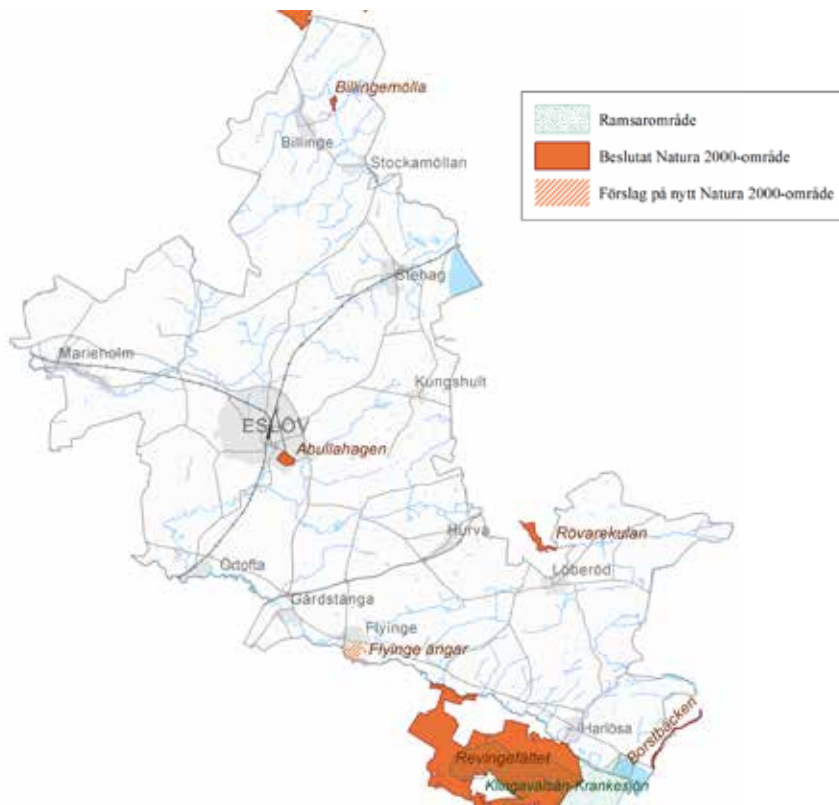 Billingemölla
Billinge
Stockamöllan
Stehag
Marieholm
Kungshult
ESLÖV
Abullahagen
Hurva
Rövarekulan
Örtofta
Löberöd
Gårdstånga
Flyinge
Flyinge ängar
Harlösa
Borstbäcken
Revingefältet
Klingavälsån-Krankesjön
Ramsarområde
Beslutat Natura 2000-område
Förslag på nytt Natura 2000-område